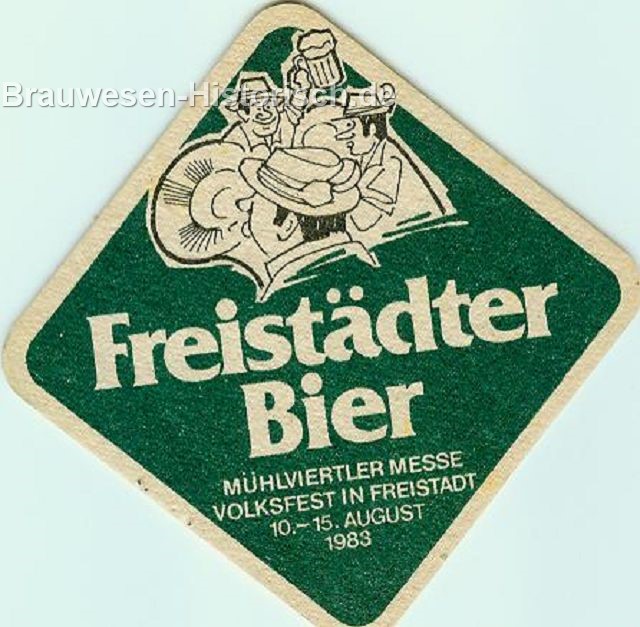 Brauwesen-Historisch.de
Freistädter
Bier
MÜHLVIERTLER MESSE
VOLKSFEST IN FREISTADT
10.–15. AUGUST
1983